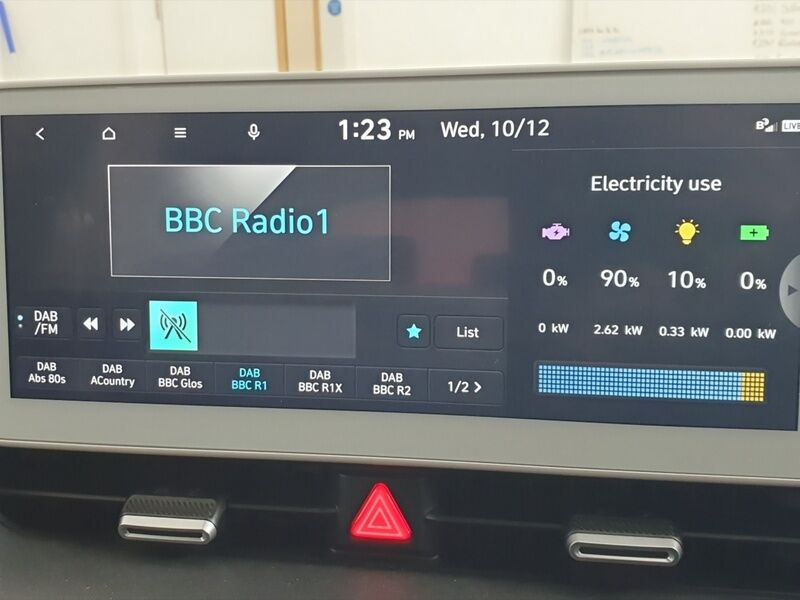 1:23 PM Wed, 10/12
LIVE
Electricity use
BBC Radio1
0% 90% 10% 0%
0 kW 2.62 kW 0.33 kW 0.00 kW
DAB
/FM
List
DAB
Abs 80s
DAB
ACountry
DAB
BBC Glos
DAB
BBC R1
DAB
BBC R1X
DAB
BBC R2
1/2 >